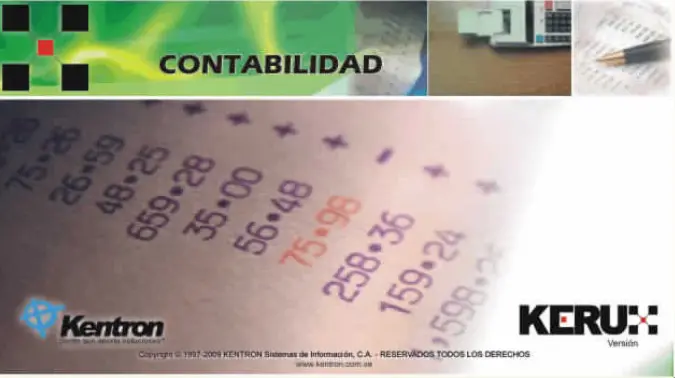 CONTABILIDAD
75•26
26•59
48•25
659•28
35•00
56•48
75•98
258•36
159•24
Kentron
KERUX
Versión
Copyright © 1997-2009 KENTRON Sistemas de Información, C.A. - RESERVADOS TODOS LOS DERECHOS
www.kentron.com.ve